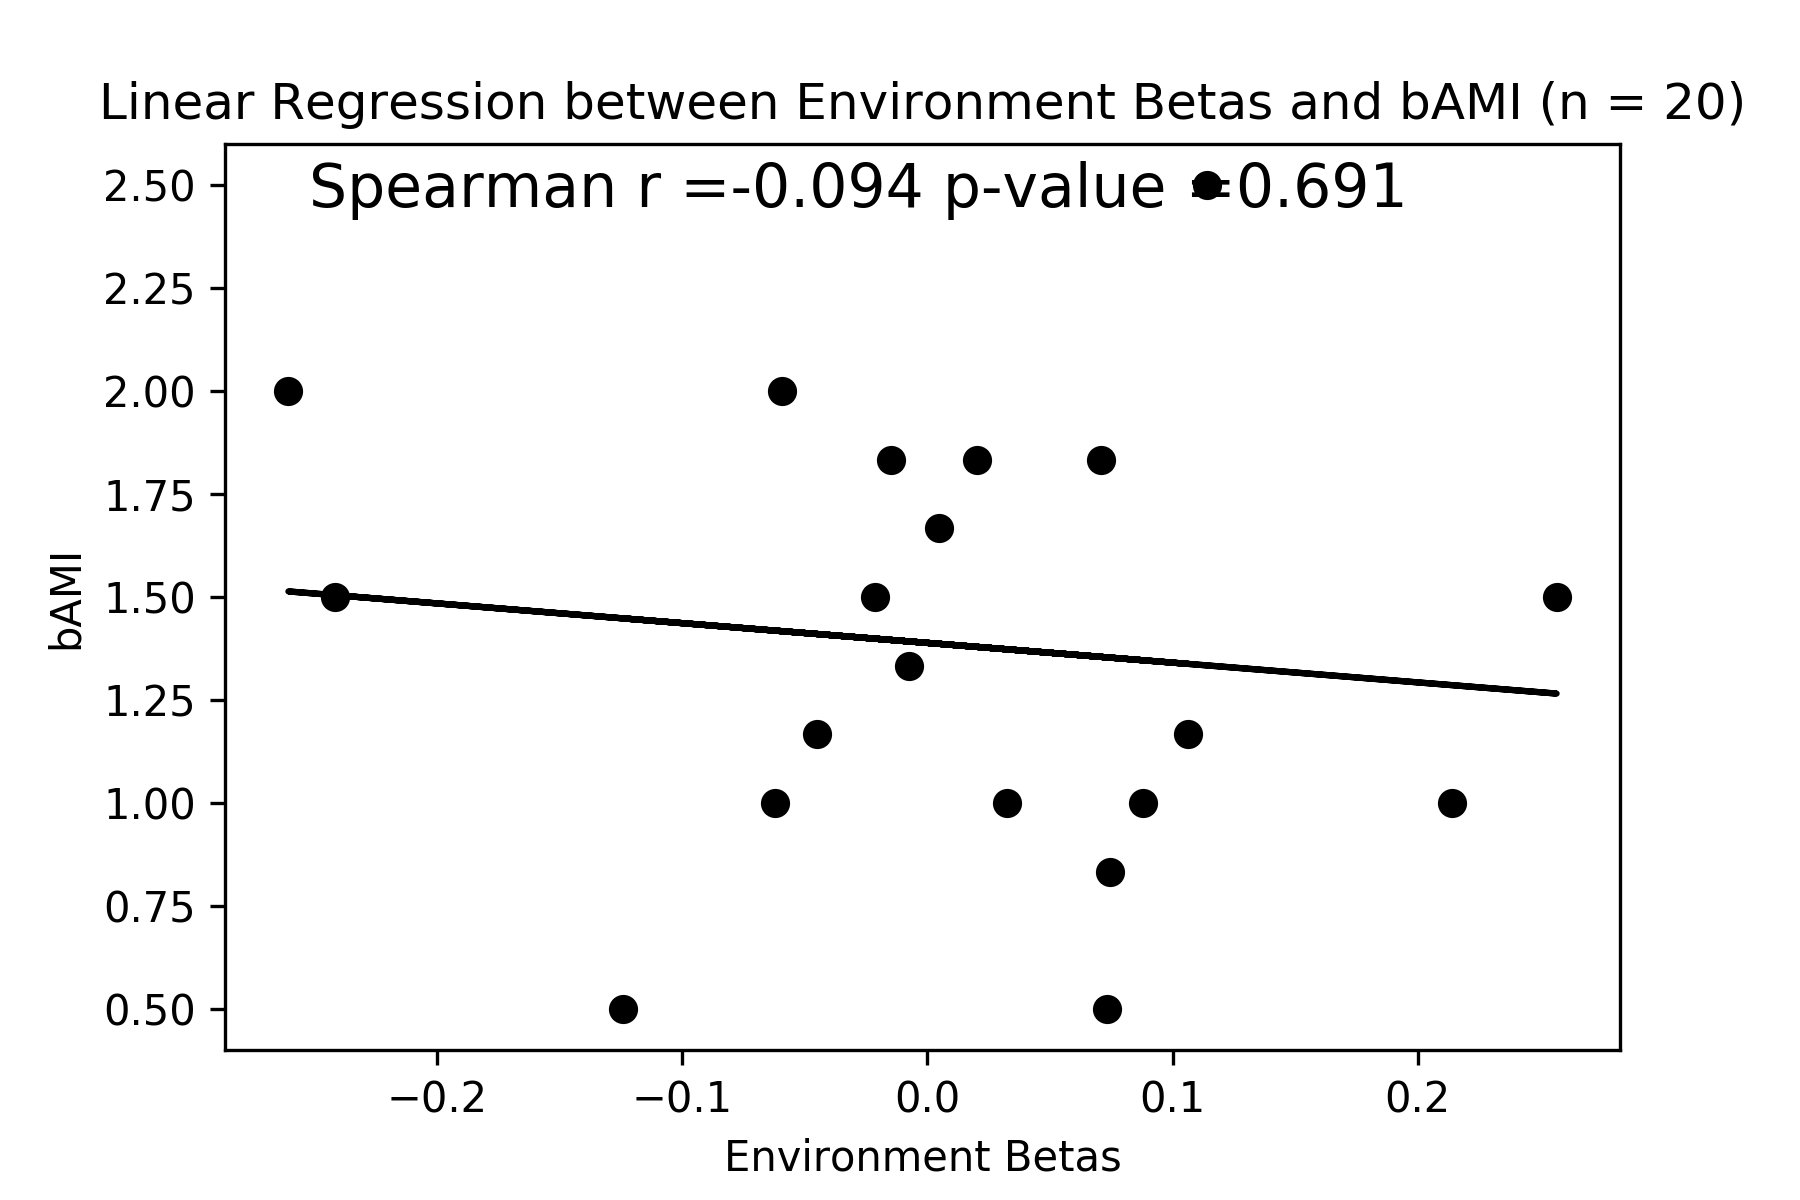 Linear Regression between Environment Betas and bAMI (n = 20)
Spearman r =-0.094 p-value =0.691
2.50
2.25
2.00
1.75
1.50
1.25
1.00
0.75
0.50
bAMI
−0.2 −0.1 0.0 0.1 0.2
Environment Betas